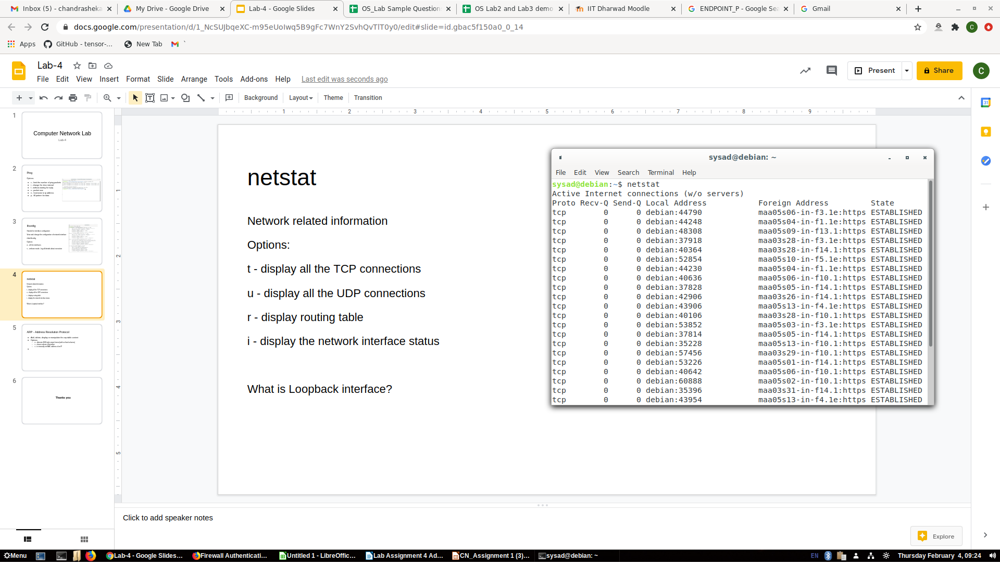 Inbox (5) - chandrasheka
My Drive - Google Drive
Lab-4 - Google Slides
OS_Lab Sample Question
OS Lab2 and Lab3 demo
IIT Dharwad Moodle
ENDPOINT_P - Google Sea
Gmail
docs.google.com/presentation/d/1_NcSUJbqeXC-m95eUoIwq5B9gFc7WnY2SvhQvTlT0y0/edit#slide=id.gbac5f150a0_0_14
Apps
GitHub - tensor-...
New Tab
Lab-4
File Edit View Insert Format Slide Arrange Tools Add-ons Help Last edit was seconds ago
Present
Share
C
Background Layout Theme Transition
1 2 3 4 5 6 7 8 9
1
Computer Network Lab
Lab-4
2
Ping
Options
3
Ifconfig
4
netstat
5
ARP - Address Resolution Protocol
6
Thanks you
1
2
3
4
5
netstat
Network related information
Options:
t - display all the TCP connections
u - display all the UDP connections
r - display routing table
i - display the network interface status
What is Loopback interface?
sysad@debian: ~
File Edit View Search Terminal Help
sysad@debian:~$ netstat
Active Internet connections (w/o servers)
Proto Recv-Q Send-Q Local Address Foreign Address State
tcp 0 0 debian:44790 maa05s06-in-f3.1e:https ESTABLISHED
tcp 0 0 debian:44248 maa05s04-in-f1.1e:https ESTABLISHED
tcp 0 0 debian:48308 maa05s09-in-f13.1:https ESTABLISHED
tcp 0 0 debian:37918 maa03s28-in-f3.1e:https ESTABLISHED
tcp 0 0 debian:40364 maa03s28-in-f14.1:https ESTABLISHED
tcp 0 0 debian:52854 maa05s10-in-f5.1e:https ESTABLISHED
tcp 0 0 debian:44230 maa05s04-in-f1.1e:https ESTABLISHED
tcp 0 0 debian:40636 maa05s06-in-f10.1:https ESTABLISHED
tcp 0 0 debian:37828 maa05s05-in-f14.1:https ESTABLISHED
tcp 0 0 debian:42906 maa03s26-in-f14.1:https ESTABLISHED
tcp 0 0 debian:43906 maa05s13-in-f4.1e:https ESTABLISHED
tcp 0 0 debian:40106 maa03s28-in-f10.1:https ESTABLISHED
tcp 0 0 debian:53852 maa05s03-in-f3.1e:https ESTABLISHED
tcp 0 0 debian:37814 maa05s05-in-f14.1:https ESTABLISHED
tcp 0 0 debian:35228 maa05s13-in-f10.1:https ESTABLISHED
tcp 0 0 debian:57456 maa03s29-in-f10.1:https ESTABLISHED
tcp 0 0 debian:53226 maa05s01-in-f14.1:https ESTABLISHED
tcp 0 0 debian:40642 maa05s06-in-f10.1:https ESTABLISHED
tcp 0 0 debian:60888 maa05s02-in-f10.1:https ESTABLISHED
tcp 0 0 debian:35396 maa03s31-in-f14.1:https ESTABLISHED
tcp 0 0 debian:43954 maa05s13-in-f4.1e:https ESTABLISHED
Click to add speaker notes
Explore
Menu
Lab-4 - Google Slides...
Firewall Authenticati...
Untitled 1 - LibreOffic...
Lab Assignment 4 Ad...
CN_Assignment 1 (3)...
sysad@debian: ~
EN
Thursday February 4, 09:24